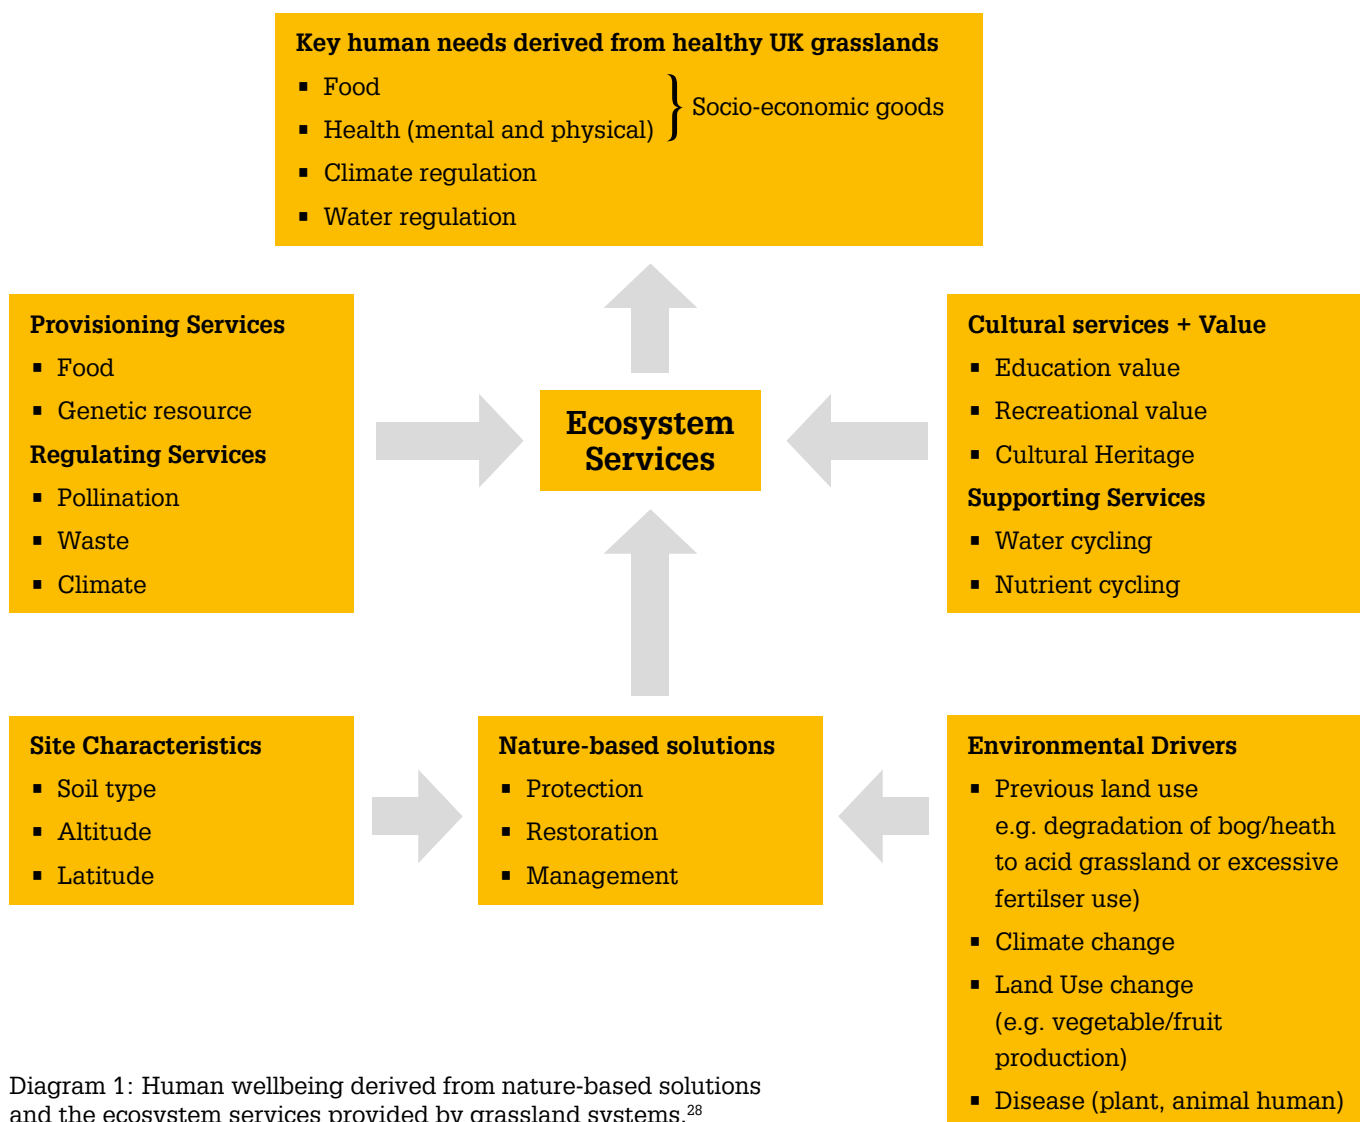 Key human needs derived from healthy UK grasslands
▪ Food
▪ Health (mental and physical)
} Socio-economic goods
▪ Climate regulation
▪ Water regulation
Provisioning Services
▪ Food
▪ Genetic resource
Regulating Services
▪ Pollination
▪ Waste
▪ Climate
Ecosystem
Services
Cultural services + Value
▪ Education value
▪ Recreational value
▪ Cultural Heritage
Supporting Services
▪ Water cycling
▪ Nutrient cycling
Site Characteristics
▪ Soil type
▪ Altitude
▪ Latitude
Nature-based solutions
▪ Protection
▪ Restoration
▪ Management
Environmental Drivers
▪ Previous land use
e.g. degradation of bog/heath
to acid grassland or excessive
fertilser use)
▪ Climate change
▪ Land Use change
(e.g. vegetable/fruit
production)
▪ Disease (plant, animal human)
Diagram 1: Human wellbeing derived from nature-based solutions
and the ecosystem services provided by grassland systems.²⁸